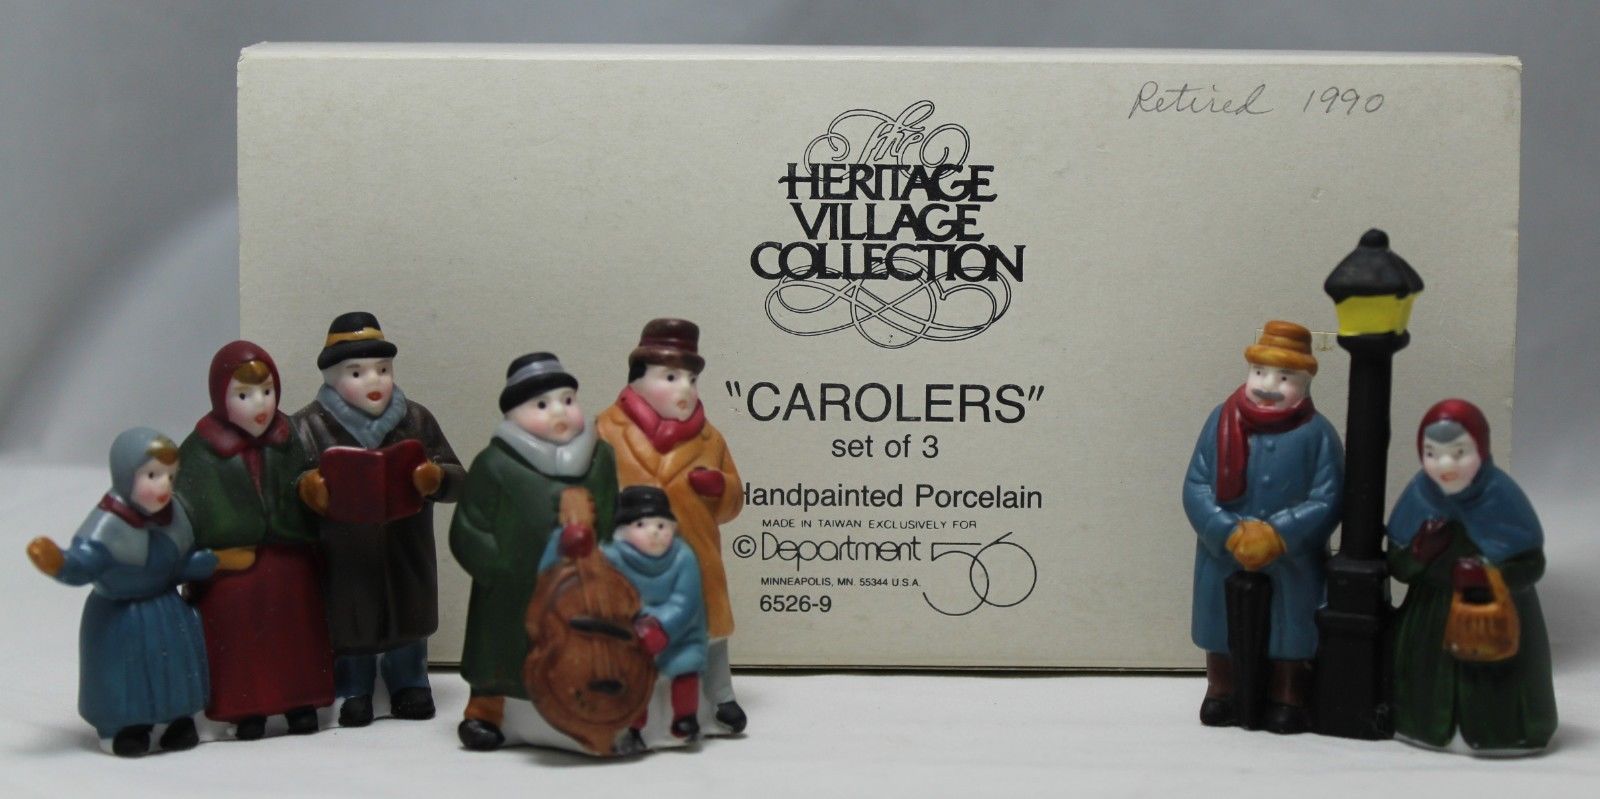 Retired 1990
The
HERITAGE
VILLAGE
COLLECTION
"CAROLERS"
set of 3
Handpainted Porcelain
MADE IN TAIWAN EXCLUSIVELY FOR
© Department 56
MINNEAPOLIS, MN. 55344 U.S.A.
6526-9